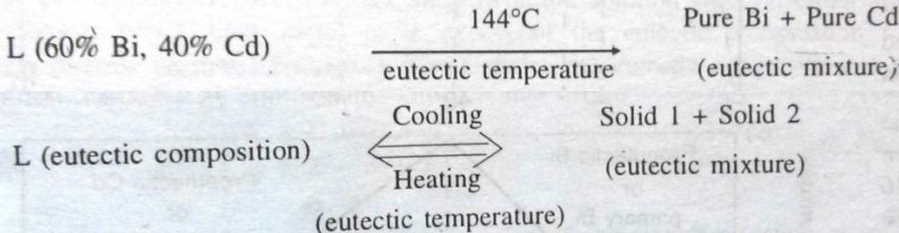 144°C Pure Bi + Pure Cd
L (60% Bi, 40% Cd)
eutectic temperature (eutectic mixture)
Cooling Solid 1 + Solid 2
L (eutectic composition)
Heating (eutectic mixture)
(eutectic temperature)